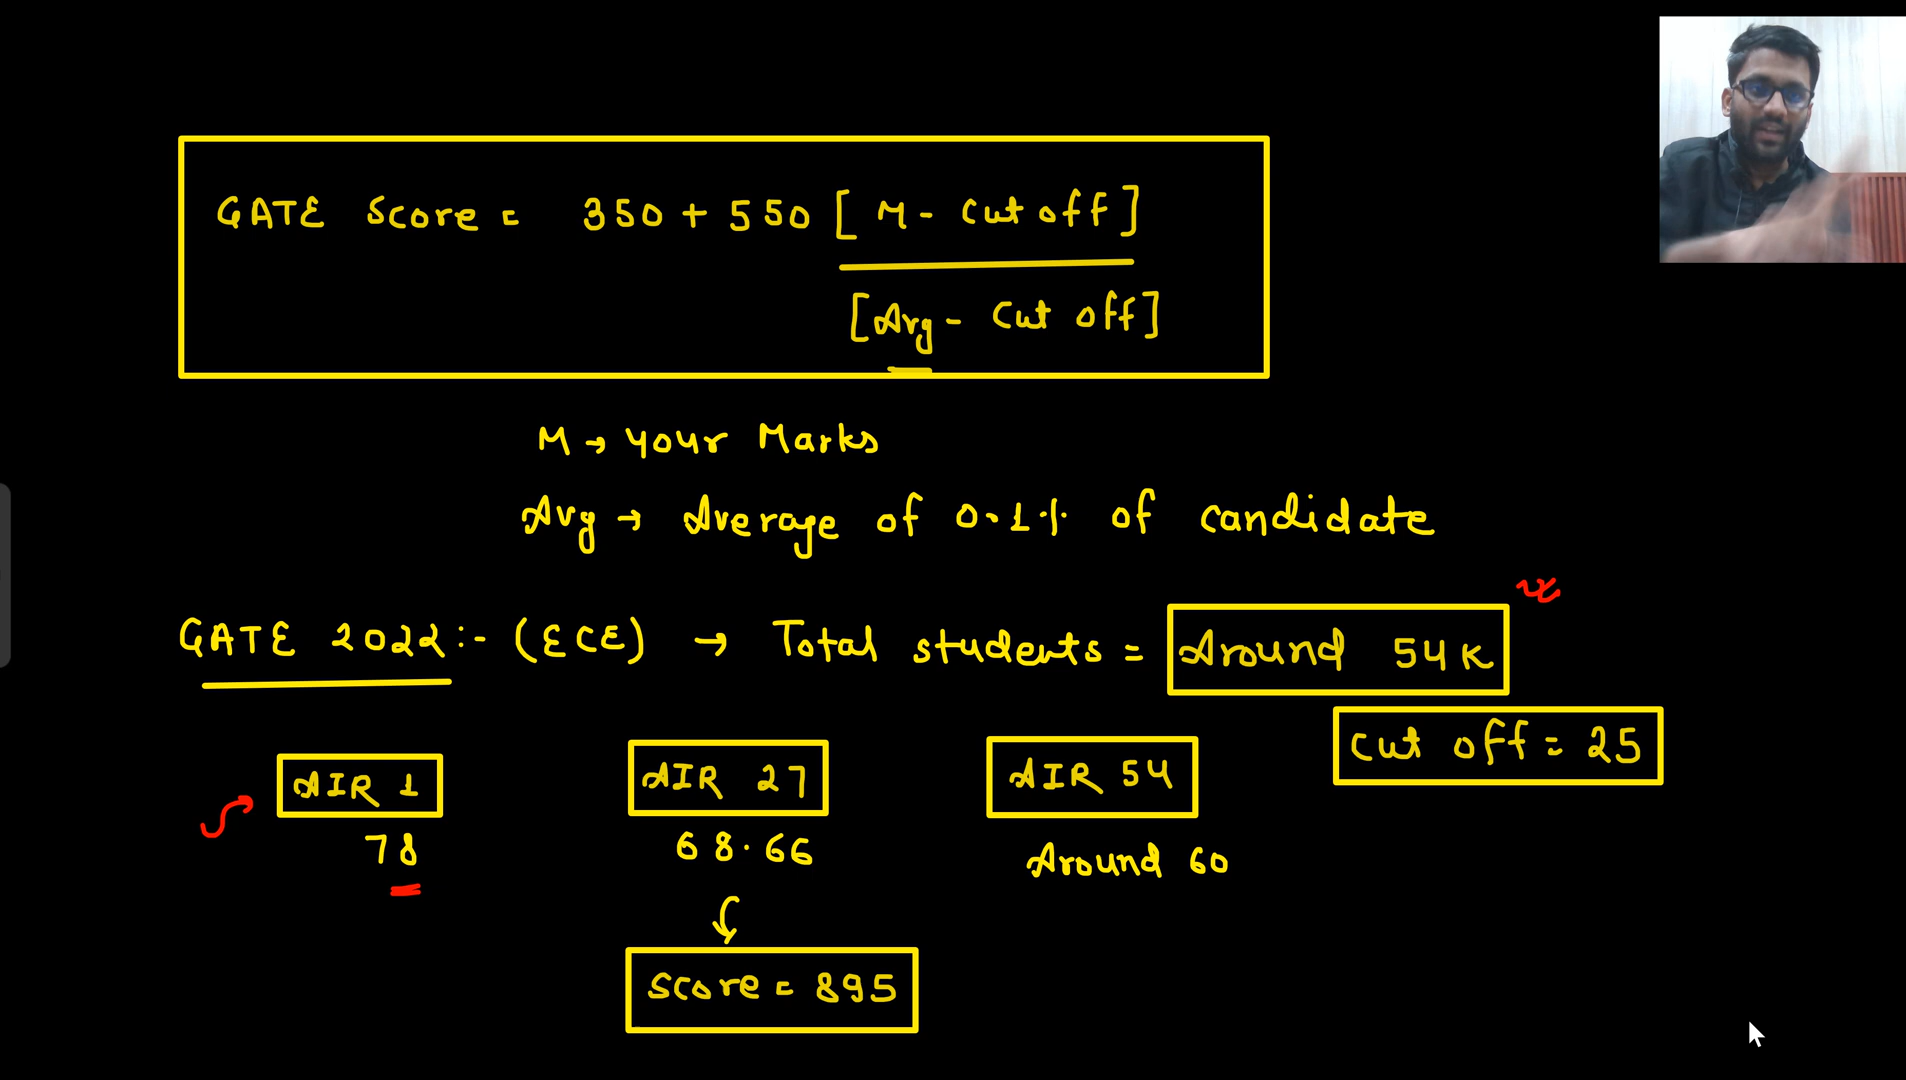 GATE Score = 350 + 550 [ M - Cut off ]
[ Avg - Cut off ]
M → your Marks
Avg → Average of 0.1% of candidate
GATE 2022 :- (ECE) → Total students = Around 54K
Cut off = 25
AIR 1 AIR 27 AIR 54
78 68.66 Around 60
Score = 895